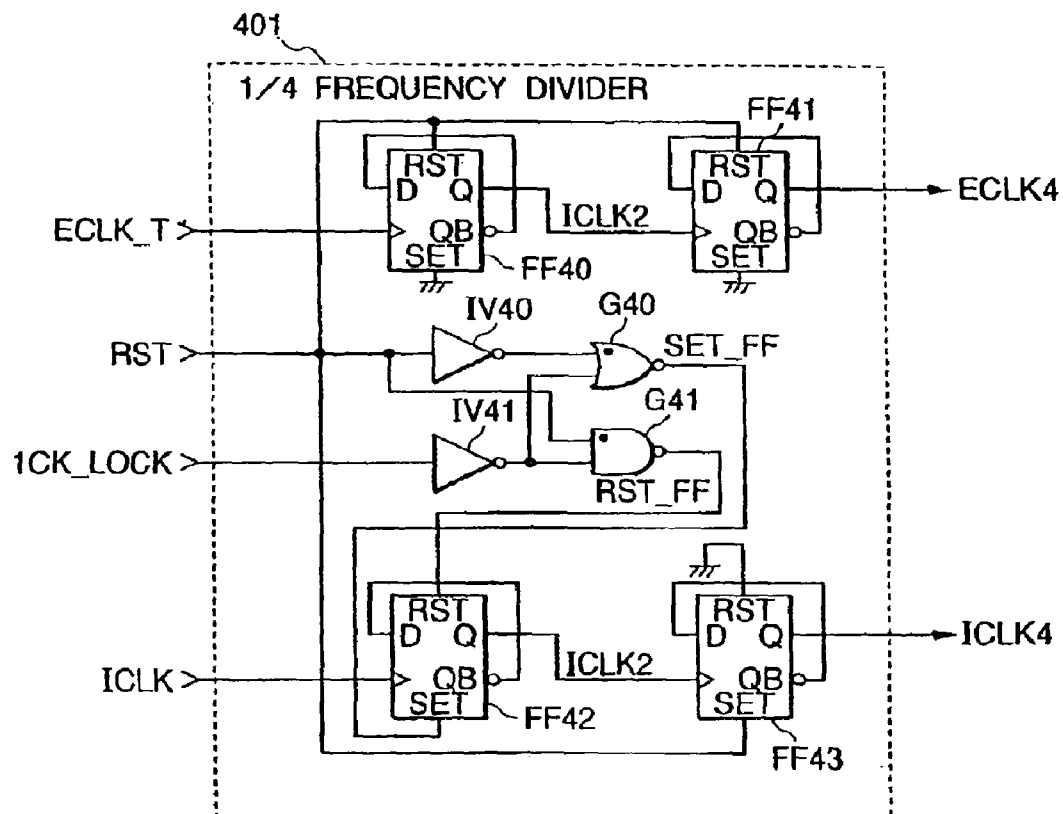 401
1/4 FREQUENCY DIVIDER
FF41
RST
D Q
QB
SET
FF40
ICLK2
RST
D Q
QB
SET
ECLK4
ECLK_T
IV40
G40
SET_FF
RST
IV41
G41
1CK_LOCK
RST_FF
RST
D Q
QB
SET
FF42
ICLK2
RST
D Q
QB
SET
FF43
ICLK4
ICLK